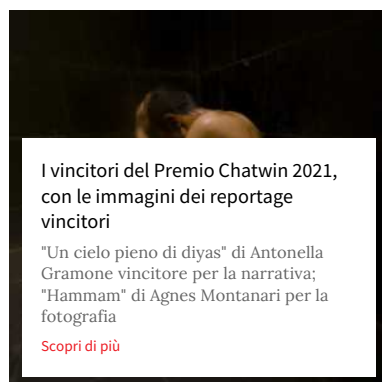 I vincitori del Premio Chatwin 2021,
con le immagini dei reportage
vincitori
"Un cielo pieno di diyas" di Antonella
Gramone vincitore per la narrativa;
"Hammam" di Agnes Montanari per la
fotografia
Scopri di più